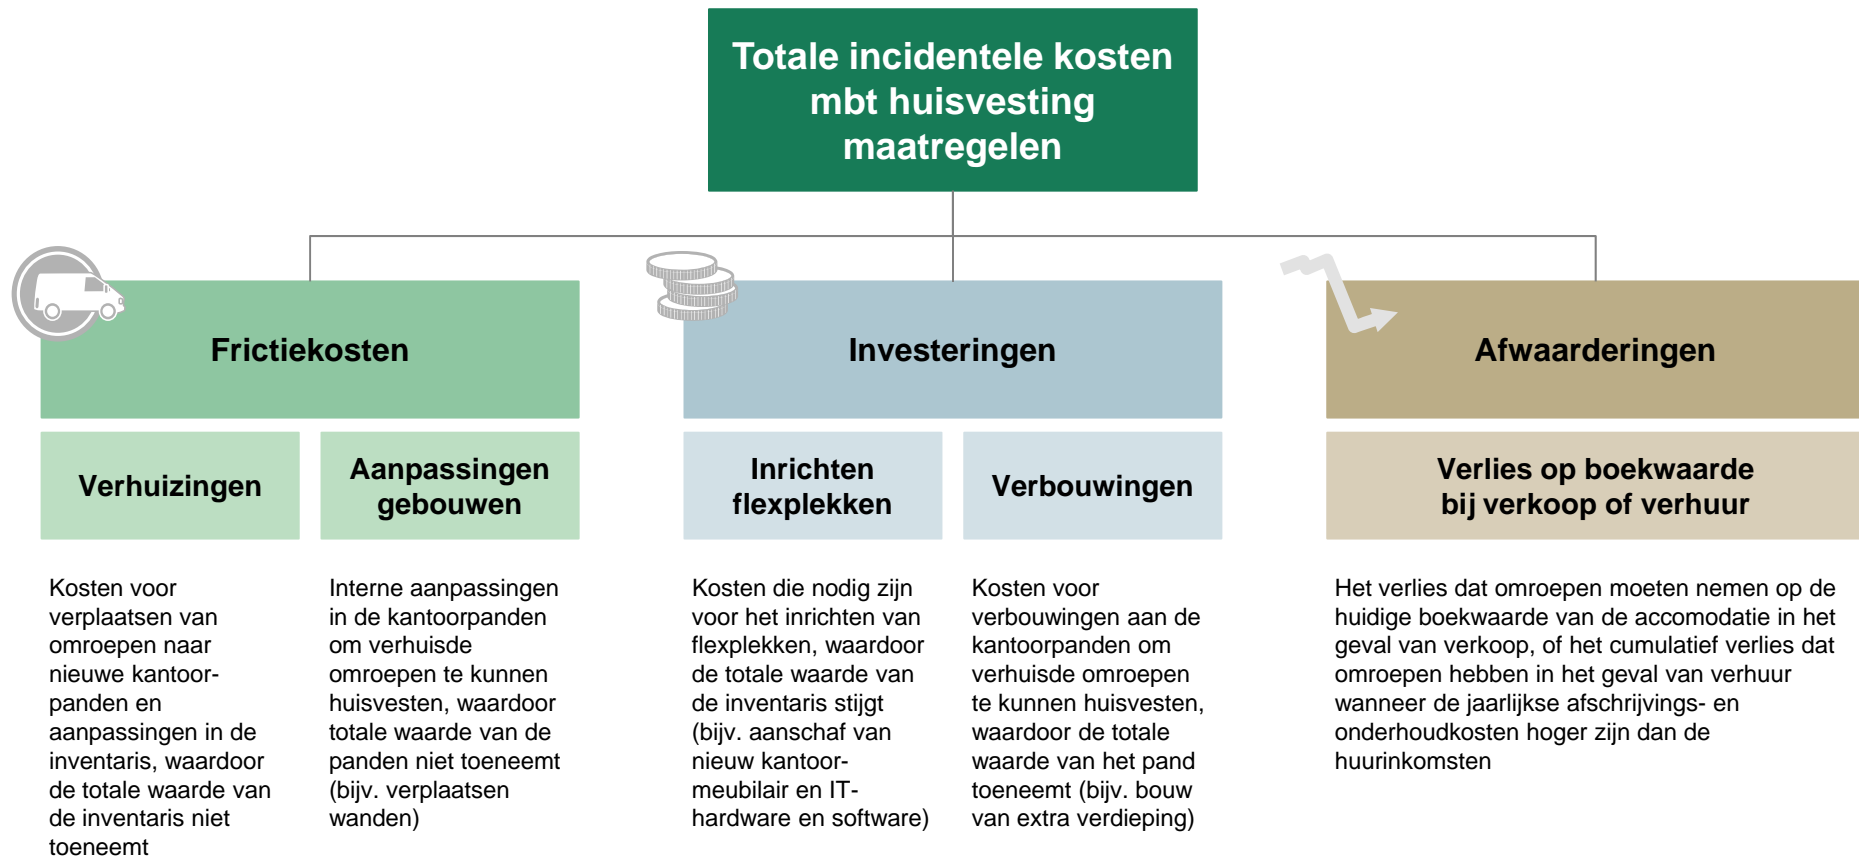 Totale incidentele kosten
mbt huisvesting
maatregelen
Frictiekosten
Investeringen
Afwaarderingen
Verhuizingen
Aanpassingen
gebouwen
Inrichten
flexplekken
Verbouwingen
Verlies op boekwaarde
bij verkoop of verhuur
Kosten voor
verplaatsen van
omroepen naar
nieuwe kantoor-
panden en
aanpassingen in de
inventaris, waardoor
de totale waarde van
de inventaris niet
toeneemt
Interne aanpassingen
in de kantoorpanden
om verhuisde
omroepen te kunnen
huisvesten, waardoor
totale waarde van de
panden niet toeneemt
(bijv. verplaatsen
wanden)
Kosten die nodig zijn
voor het inrichten van
flexplekken, waardoor
de totale waarde van
de inventaris stijgt
(bijv. aanschaf van
nieuw kantoor-
meubilair en IT-
hardware en software)
Kosten voor
verbouwingen aan de
kantoorpanden om
verhuisde omroepen
te kunnen huisvesten,
waardoor de totale
waarde van het pand
toeneemt (bijv. bouw
van extra verdieping)
Het verlies dat omroepen moeten nemen op de
huidige boekwaarde van de accomodatie in het
geval van verkoop, of het cumulatief verlies dat
omroepen hebben in het geval van verhuur
wanneer de jaarlijkse afschrijvings- en
onderhoudkosten hoger zijn dan de
huurinkomsten